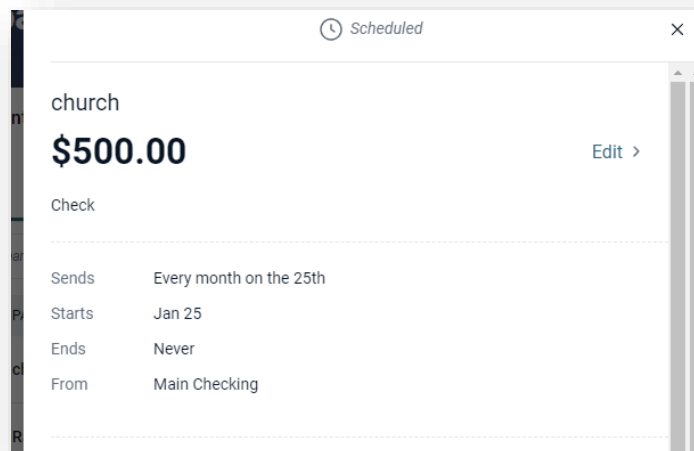 Scheduled
church
$500.00
Edit
Check
Sends Every month on the 25th
Starts Jan 25
Ends Never
From Main Checking